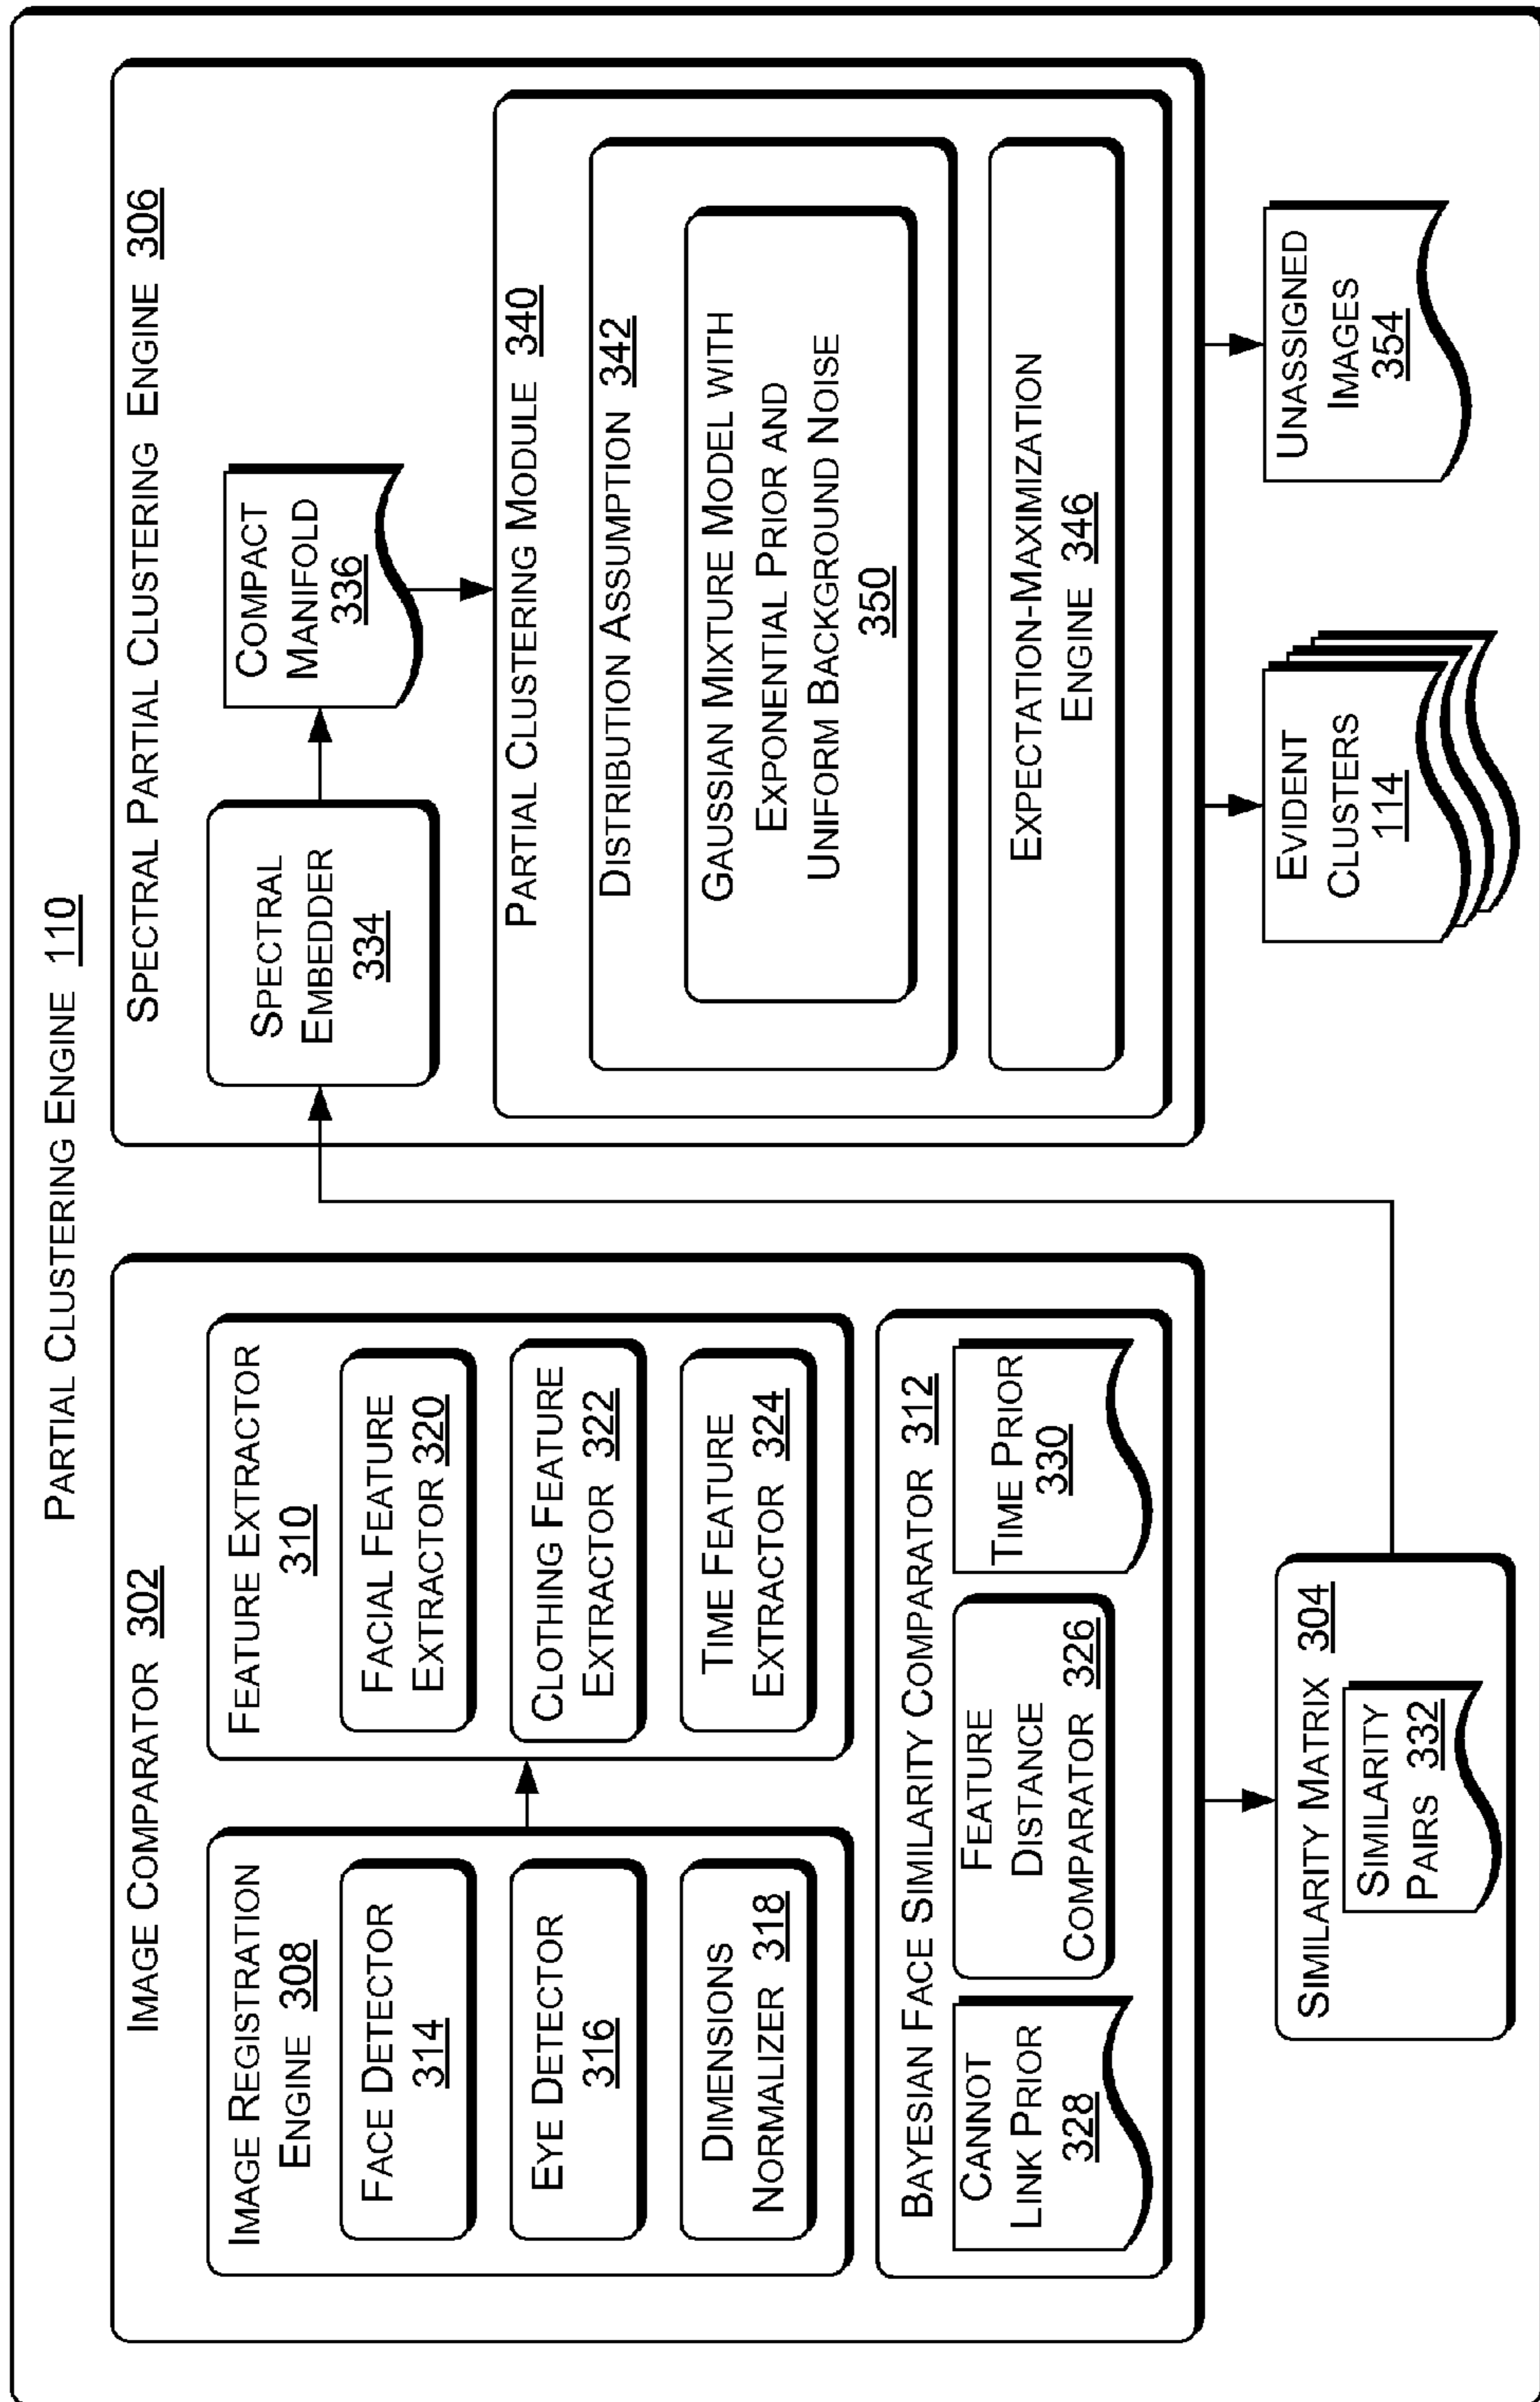 PARTIAL CLUSTERING ENGINE 110
IMAGE COMPARATOR 302
IMAGE REGISTRATION
ENGINE 308
FACE DETECTOR
314
EYE DETECTOR
316
DIMENSIONS
NORMALIZER 318
FEATURE EXTRACTOR
310
FACIAL FEATURE
EXTRACTOR 320
CLOTHING FEATURE
EXTRACTOR 322
TIME FEATURE
EXTRACTOR 324
BAYESIAN FACE SIMILARITY COMPARATOR 312
CANNOT
LINK PRIOR
328
FEATURE
DISTANCE
COMPARATOR 326
TIME PRIOR
330
SIMILARITY MATRIX 304
SIMILARITY
PAIRS 332
SPECTRAL PARTIAL CLUSTERING ENGINE 306
SPECTRAL
EMBEDDER
334
COMPACT
MANIFOLD
336
PARTIAL CLUSTERING MODULE 340
DISTRIBUTION ASSUMPTION 342
GAUSSIAN MIXTURE MODEL WITH
EXPONENTIAL PRIOR AND
UNIFORM BACKGROUND NOISE
350
EXPECTATION-MAXIMIZATION
ENGINE 346
EVIDENT
CLUSTERS
114
UNASSIGNED
IMAGES
354